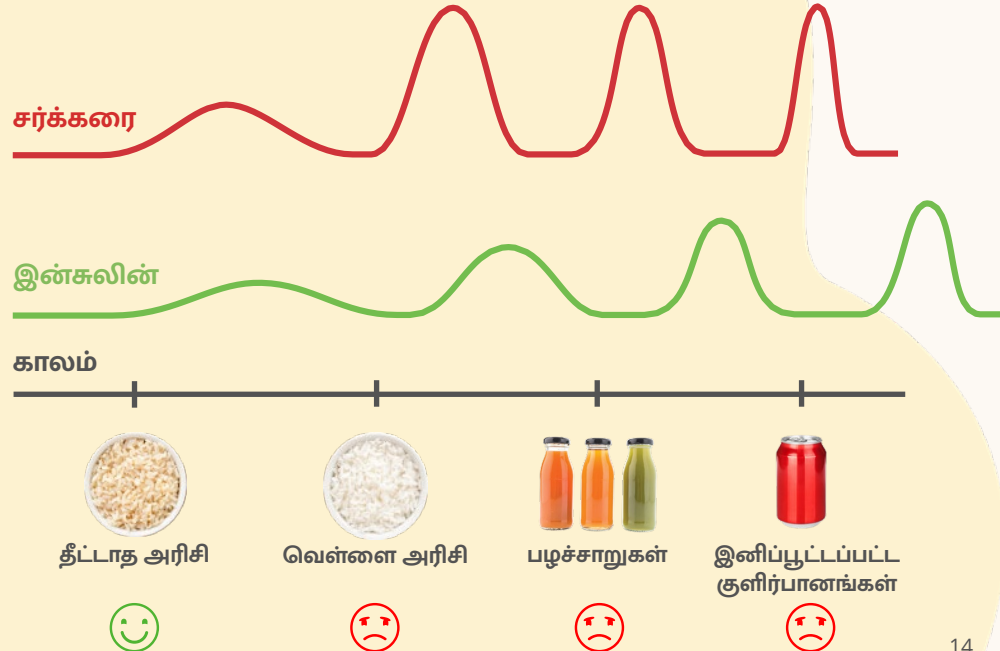 சர்க்கரை
இன்சுலின்
காலம்
தீட்டாத அரிசி
வெள்ளை அரிசி
பழச்சாறுகள்
இனிப்பூட்டப்பட்ட
குளிர்பானங்கள்
14